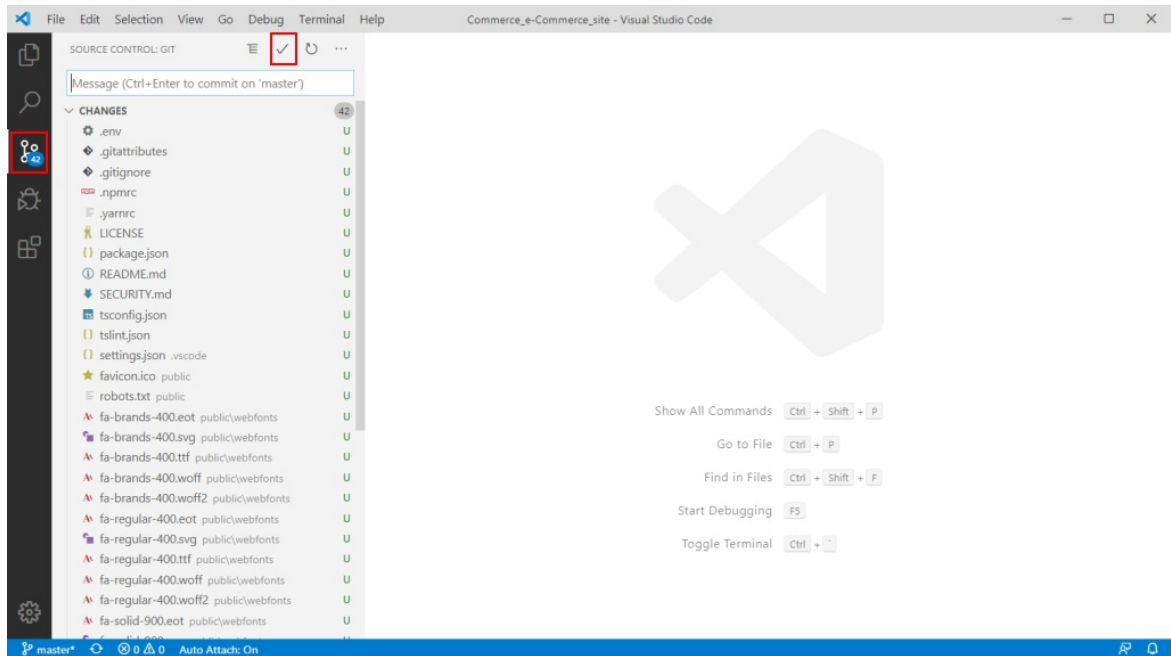 File Edit Selection View Go Debug Terminal Help Commerce_e-Commerce_site - Visual Studio Code
SOURCE CONTROL: GIT
Message (Ctrl+Enter to commit on 'master')
CHANGES 42
.env U
.gitattributes U
42
.gitignore U
.npmrc U
.yarnrc U
LICENSE U
package.json U
README.md U
SECURITY.md U
tsconfig.json U
tslint.json U
settings.json .vscode U
favicon.ico public U
robots.txt public U
fa-brands-400.eot public\webfonts U
fa-brands-400.svg public\webfonts U
fa-brands-400.ttf public\webfonts U
fa-brands-400.woff public\webfonts U
fa-brands-400.woff2 public\webfonts U
fa-regular-400.eot public\webfonts U
fa-regular-400.svg public\webfonts U
fa-regular-400.ttf public\webfonts U
fa-regular-400.woff public\webfonts U
fa-regular-400.woff2 public\webfonts U
fa-solid-900.eot public\webfonts U
Show All Commands Ctrl + Shift + P
Go to File Ctrl + P
Find in Files Ctrl + Shift + F
Start Debugging F5
Toggle Terminal Ctrl + `
master* 0 0 Auto Attach: On